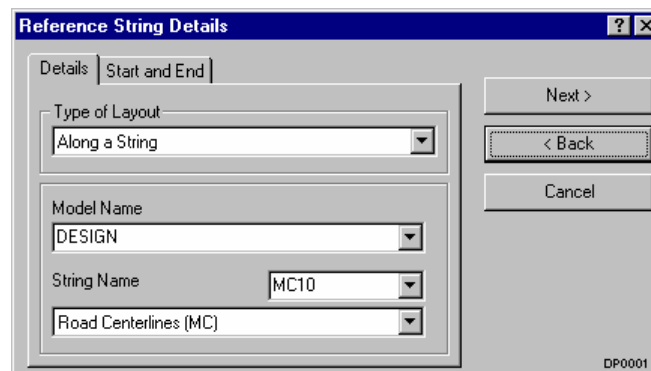 Reference String Details
Details
Start and End
Type of Layout
Along a String
Model Name
DESIGN
String Name
MC10
Road Centerlines (MC)
Next >
< Back
Cancel
DP0001